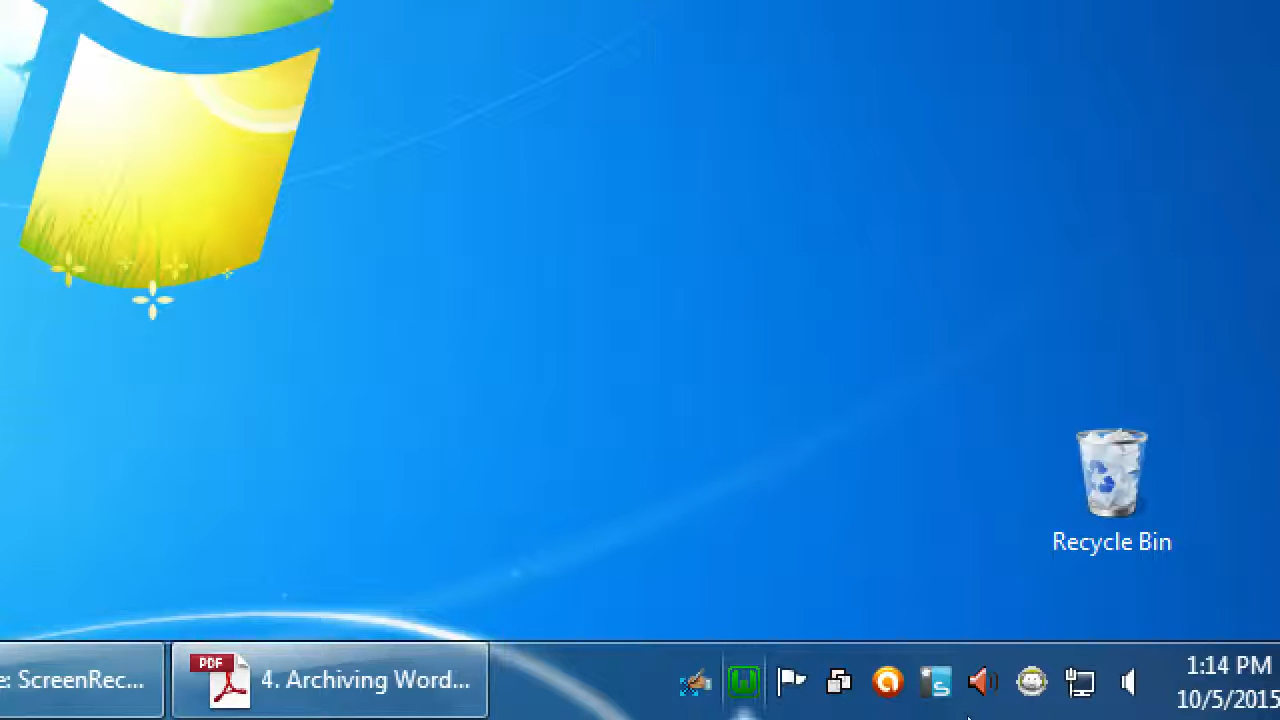 Recycle Bin
e: ScreenRec...
PDF
4. Archiving Word...
1:14 PM
10/5/2015